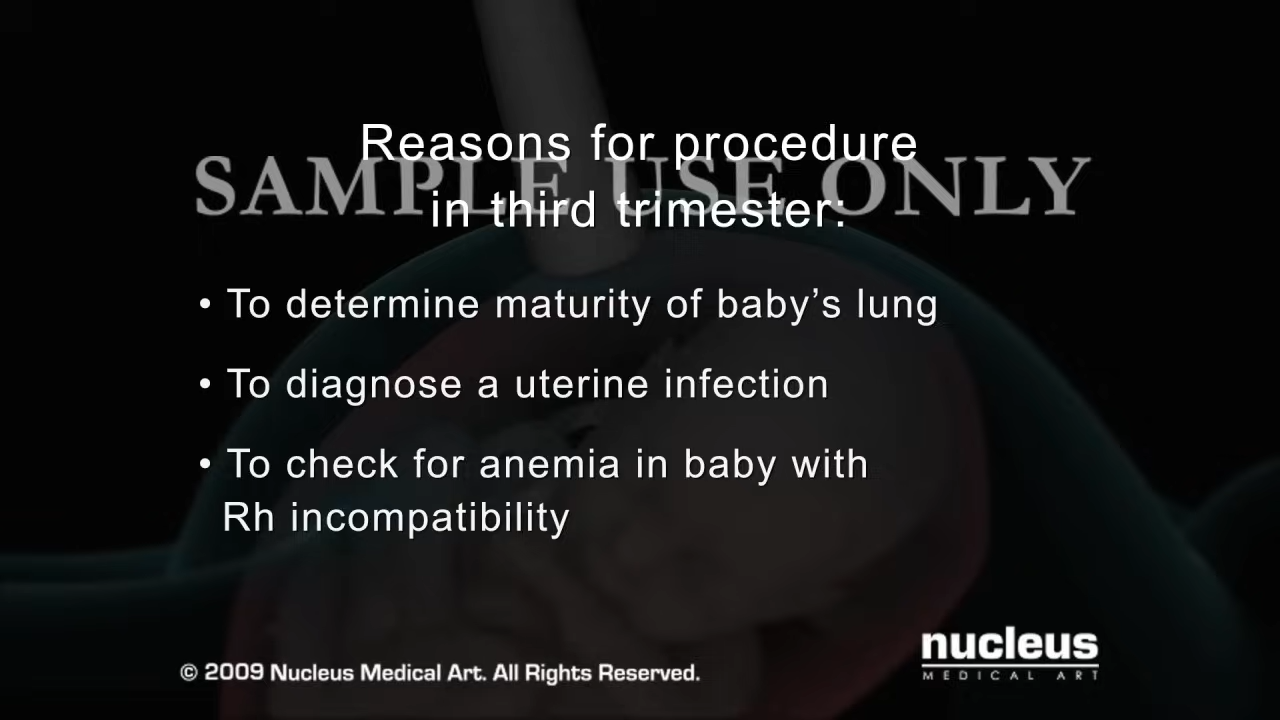 Reasons for procedure
SAMPLE USE ONLY
in third trimester:
• To determine maturity of baby’s lung
• To diagnose a uterine infection
• To check for anemia in baby with
Rh incompatibility
© 2009 Nucleus Medical Art. All Rights Reserved.
nucleus
MEDICAL ART